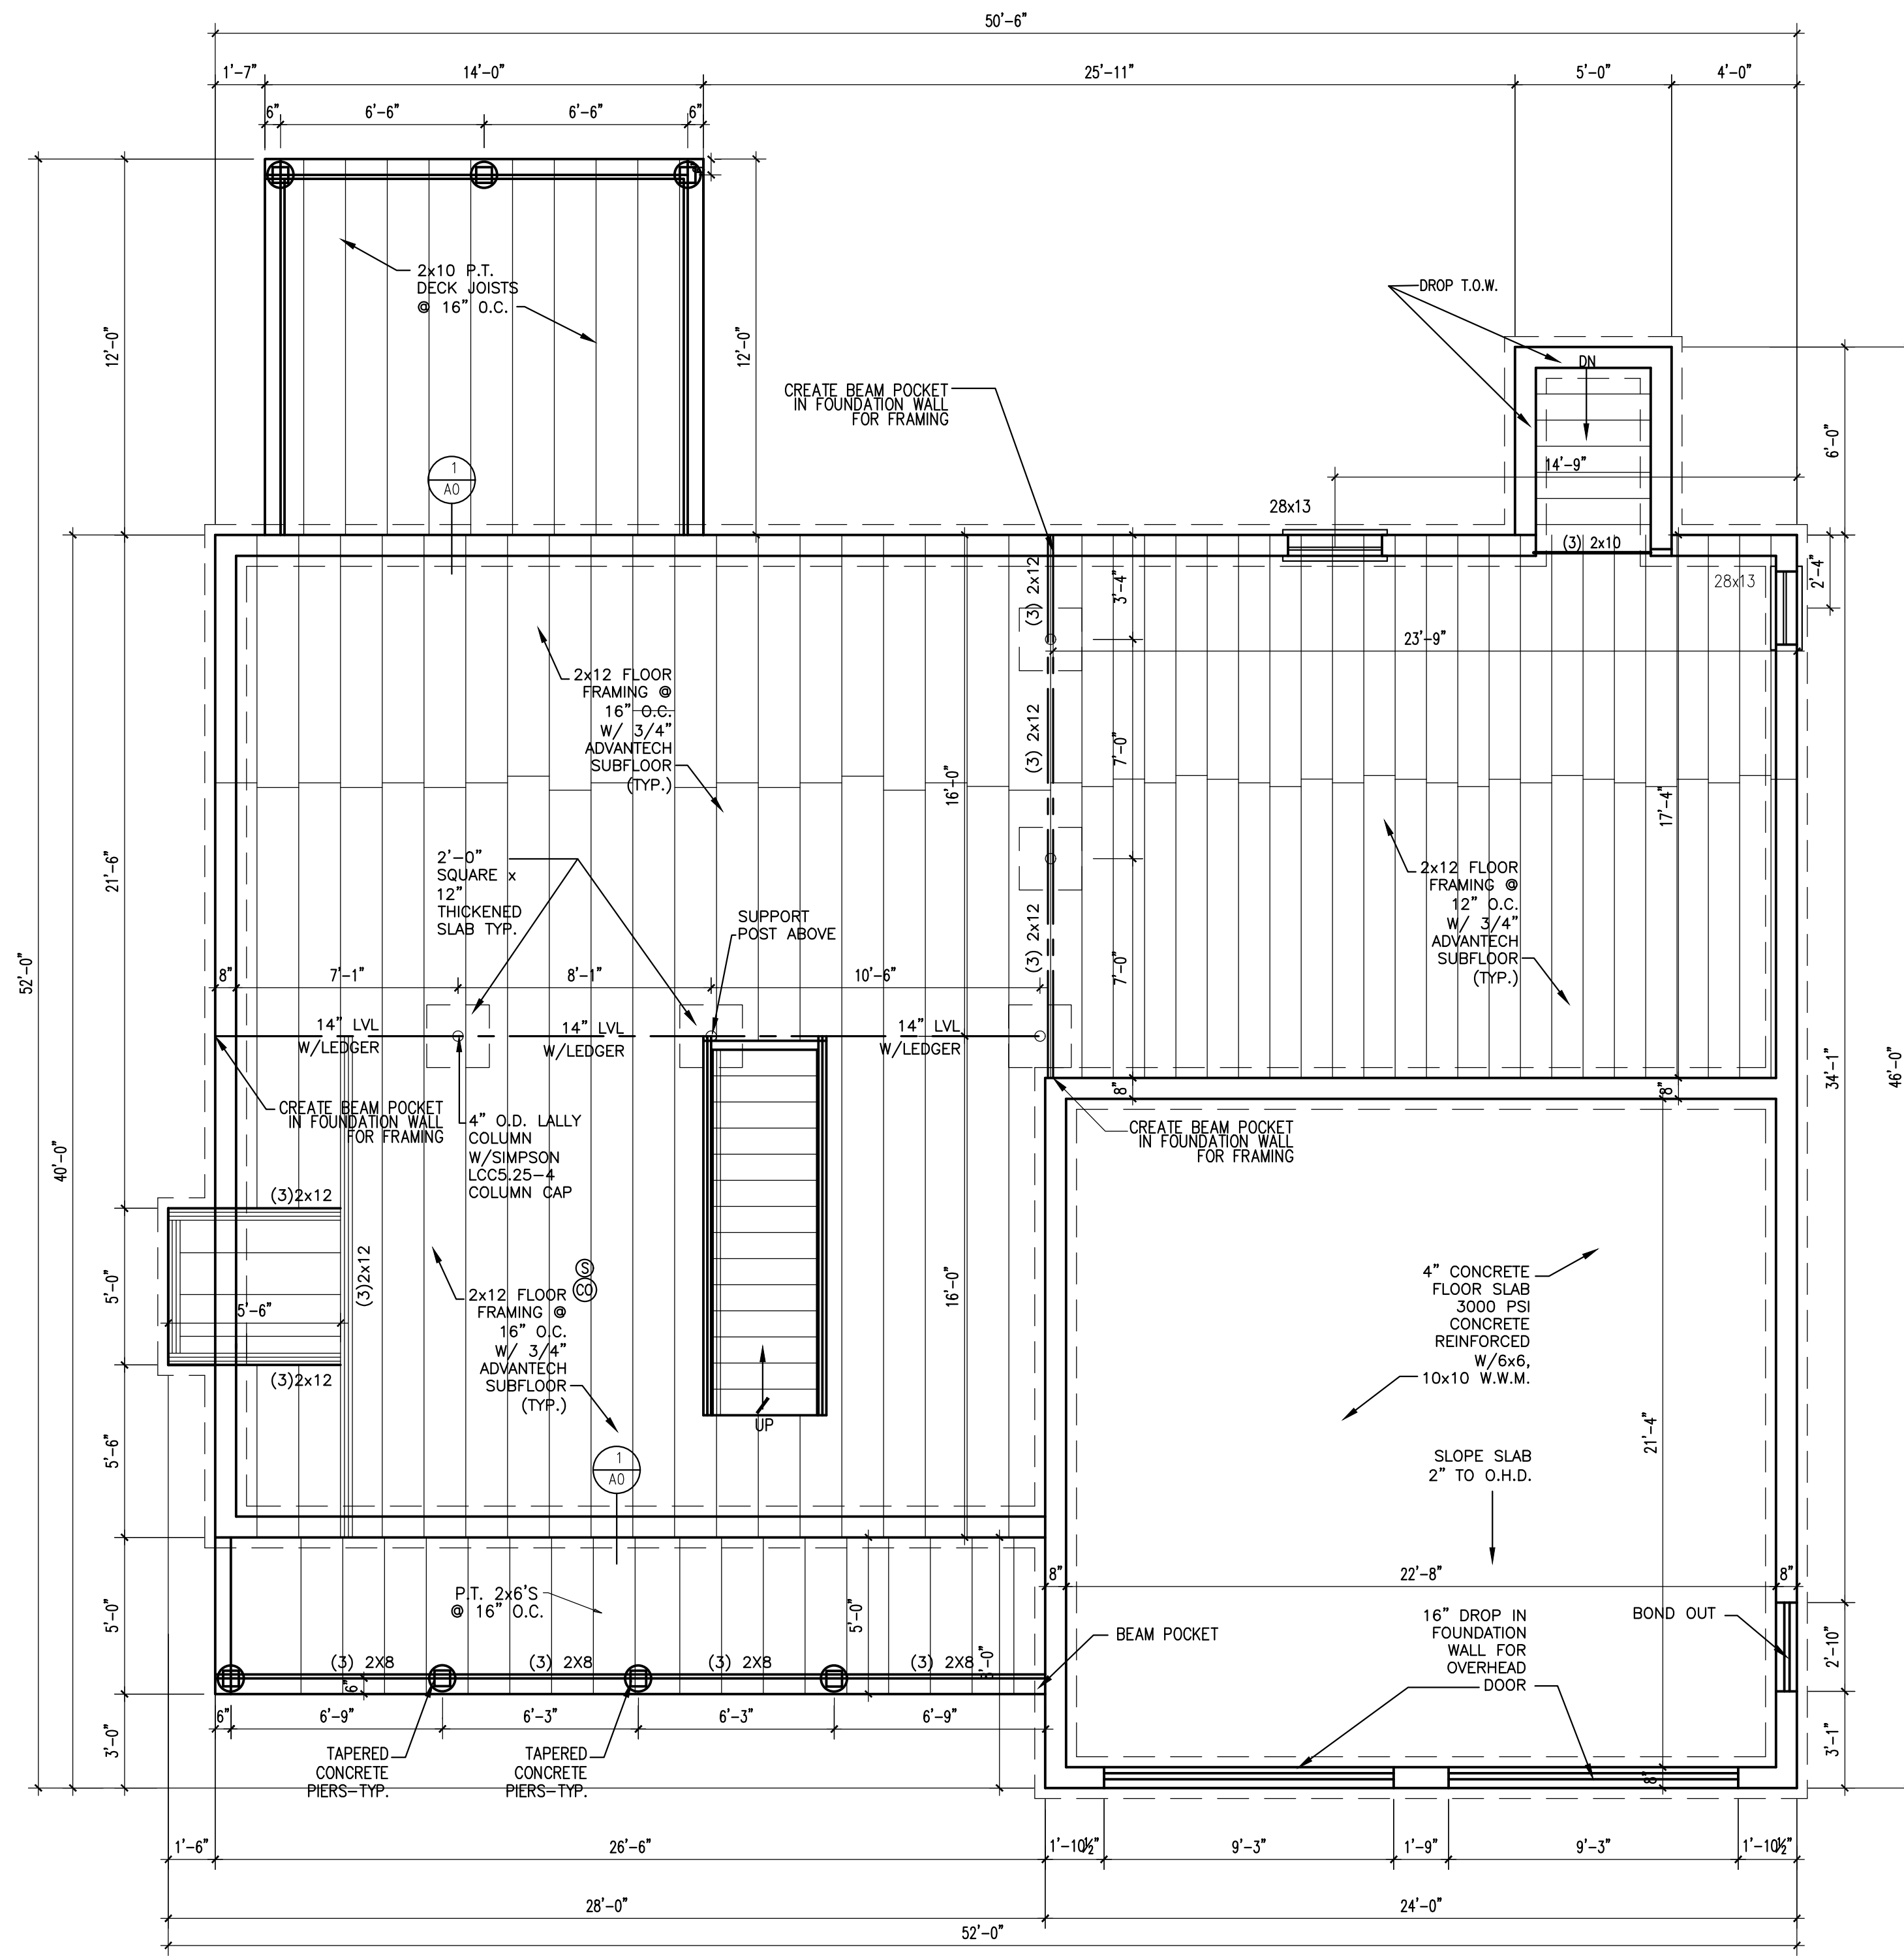 50'-6"
1'-7"
14'-0"
25'-11"
5'-0"
4'-0"
6"
6'-6"
6'-6"
6"
2x10 P.T.
DECK JOISTS
@ 16" O.C.
12'-0"
12'-0"
DROP T.O.W.
DN
CREATE BEAM POCKET
IN FOUNDATION WALL
FOR FRAMING
6'-0"
14'-9"
1
A0
28x13
(3) 2x10
28x13
2'-4"
(3) 2x12
3'-4"
23'-9"
2x12 FLOOR
FRAMING @
16" O.C.
W/ 3/4"
ADVANTECH
SUBFLOOR
(TYP.)
(3) 2x12
7'-0"
16'-0"
17'-4"
21'-6"
2'-0"
SQUARE x
12"
THICKENED
SLAB TYP.
SUPPORT
POST ABOVE
2x12 FLOOR
FRAMING @
12" O.C.
W/ 3/4"
ADVANTECH
SUBFLOOR
(TYP.)
(3) 2x12
7'-0"
52'-0"
8"
7'-1"
8'-1"
10'-6"
14" LVL
W/LEDGER
14" LVL
W/LEDGER
14" LVL
W/LEDGER
34'-1"
46'-0"
8"
8"
CREATE BEAM POCKET
IN FOUNDATION WALL
FOR FRAMING
4" O.D. LALLY
COLUMN
W/SIMPSON
LCC5.25-4
COLUMN CAP
CREATE BEAM POCKET
IN FOUNDATION WALL
FOR FRAMING
40'-0"
(3)2x12
(3)2x12
5'-0"
5'-6"
(3)2x12
S
CO
2x12 FLOOR
FRAMING @
16" O.C.
W/ 3/4"
ADVANTECH
SUBFLOOR
(TYP.)
16'-0"
4" CONCRETE
FLOOR SLAB
3000 PSI
CONCRETE
REINFORCED
W/6x6,
10x10 W.W.M.
UP
5'-6"
1
A0
21'-4"
SLOPE SLAB
2" TO O.H.D.
8"
22'-8"
8"
P.T. 2x6'S
@ 16" O.C.
5'-0"
5'-0"
16" DROP IN
FOUNDATION
WALL FOR
OVERHEAD
DOOR
BOND OUT
BEAM POCKET
2'-10"
(3) 2X8
(3) 2X8
(3) 2X8
(3) 2X8
6"
6"
6'-9"
6'-3"
6'-3"
6'-9"
3'-0"
3'-1"
8"
TAPERED
CONCRETE
PIERS-TYP.
TAPERED
CONCRETE
PIERS-TYP.
1'-6"
26'-6"
1'-10½"
9'-3"
1'-9"
9'-3"
1'-10½"
28'-0"
24'-0"
52'-0"